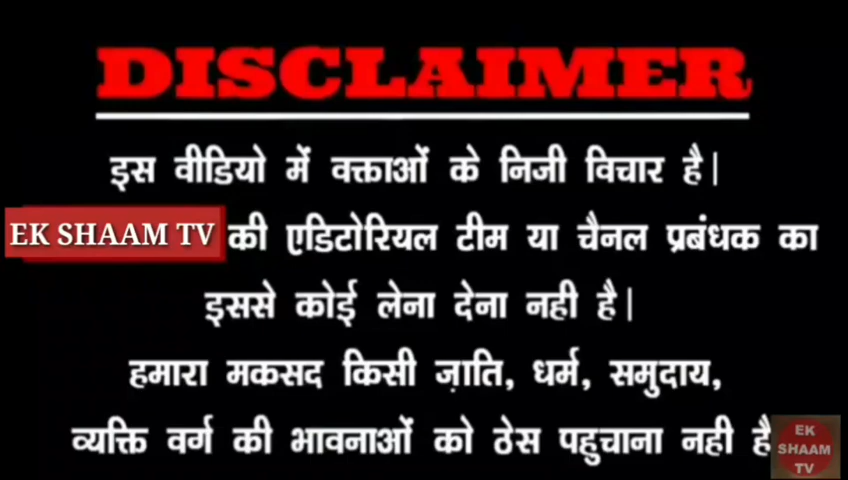 DISCLAIMER
इस वीडियो में वक्ताओं के निजी विचार है|
EK SHAAM TV की एडिटोरियल टीम या चैनल प्रबंधक का
इससे कोई लेना देना नही है|
हमारा मकसद किसी ज़ाति, धर्म, समुदाय,
व्यक्ति वर्ग की भावनाओं को ठेस पहुचाना नही है
EK
SHAAM
TV